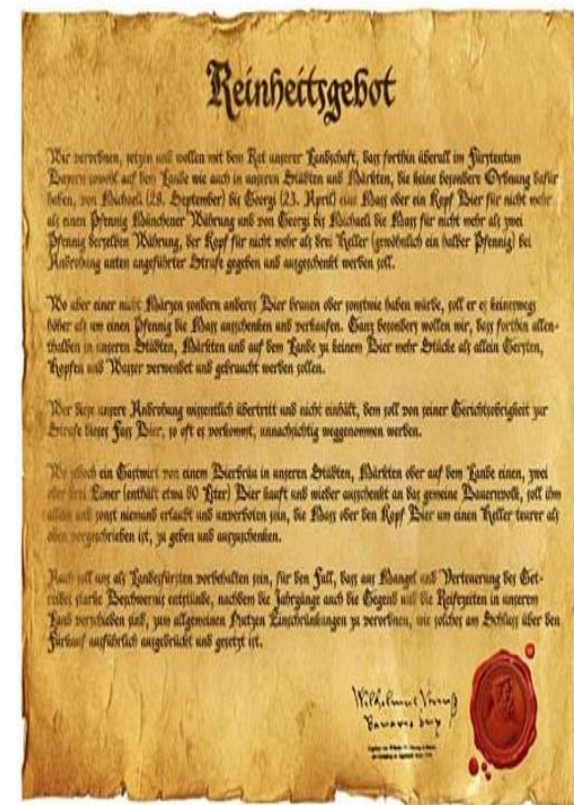 Reinheitsgebot
Wir verordnen, setzen und wollen mit dem Rat unserer Landschaft, dass forthin überall im Fürstentum
Bayern sowohl auf dem Lande wie auch in unseren Städten und Märkten, die keine besondere Ordnung dafür
haben, von Michaeli (29. September) bis Georgi (23. April) eine Mass oder ein Kopf Bier für nicht mehr
als einen Pfennig Münchener Währung und von Georgi bis Michaeli die Mass für nicht mehr als zwei
Pfennig derselben Währung, der Kopf für nicht mehr als drei Heller (gewöhnlich ein halber Pfennig) bei
Androhung unten angeführter Strafe gegeben und ausgeschenkt werden soll.
Wo aber einer nicht Märzen sondern anderes Bier brauen oder sonstwie haben würde, soll er es keineswegs
höher als um einen Pfennig die Mass ausschenken und verkaufen. Ganz besonders wollen wir, dass forthin allen-
thalben in unseren Städten, Märkten und auf dem Lande zu keinem Bier mehr Stücke als allein Gersten,
Hopfen und Wasser verwendet und gebraucht werden sollen.
Wer diese unsere Androhung wissentlich übertritt und nicht einhält, dem soll von seiner Gerichtsobrigkeit zur
Strafe dieses Fass Bier, so oft es vorkommt, unnachsichtig weggenommen werden.
Wo jedoch ein Gastwirt von einem Bierbräu in unseren Städten, Märkten oder auf dem Lande einen, zwei
oder drei Eimer (enthält etwa 60 Liter) Bier kauft und wieder ausschenkt an das gemeine Bauernvolk, soll ihm
allein und sonst niemand erlaubt und unverboten sein, die Mass oder den Kopf Bier um einen Heller teurer als
oben vorgeschrieben ist, zu geben und auszuschenken.
Auch soll uns als Landesfürsten vorbehalten sein, für den Fall, dass aus Mangel und Verteuerung des Get-
reides starke Beschwernis entstünde, nachdem die Jahrgänge auch die Gegend und die Reifezeiten in unserem
Land verschieden sind, zum allgemeinen Nutzen Einschränkungen zu verordnen, wie solches am Schluss über den
Fürkauf ausführlich ausgedrückt und gesetzt ist.